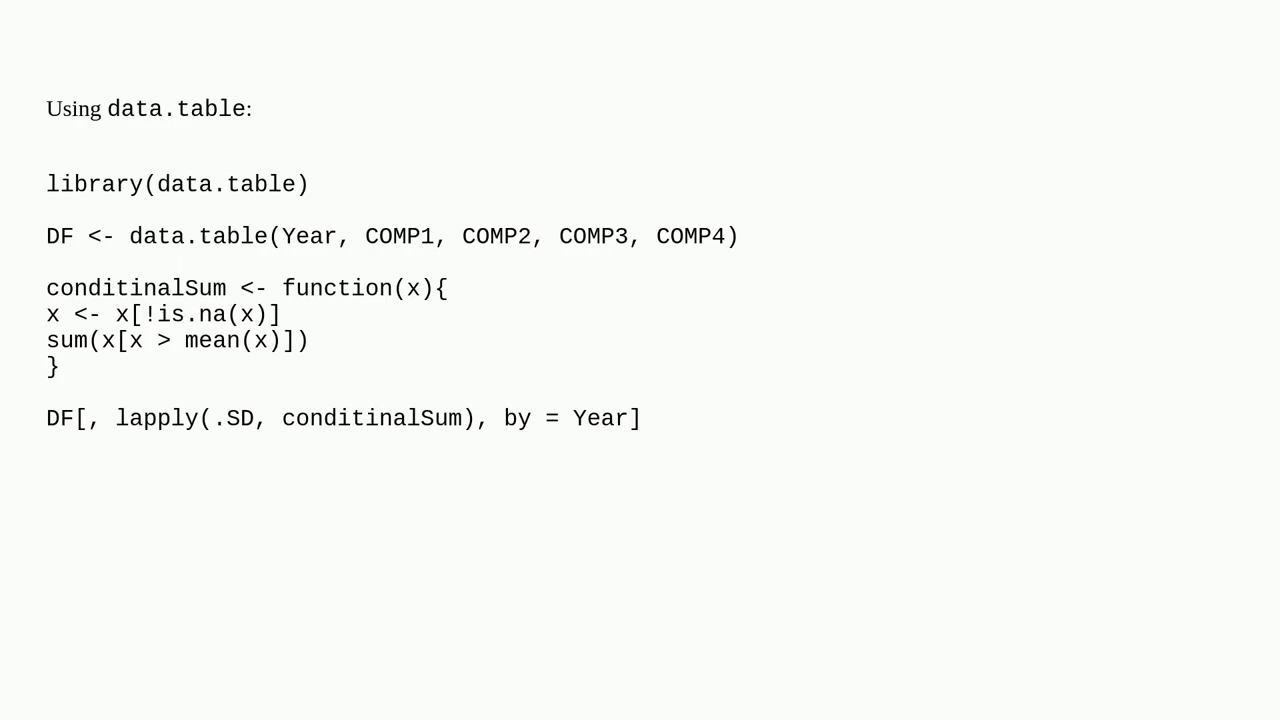 Using data.table:
library(data.table)
DF <- data.table(Year, COMP1, COMP2, COMP3, COMP4)
conditinalSum <- function(x){
x <- x[!is.na(x)]
sum(x[x > mean(x)])
}
DF[, lapply(.SD, conditinalSum), by = Year]